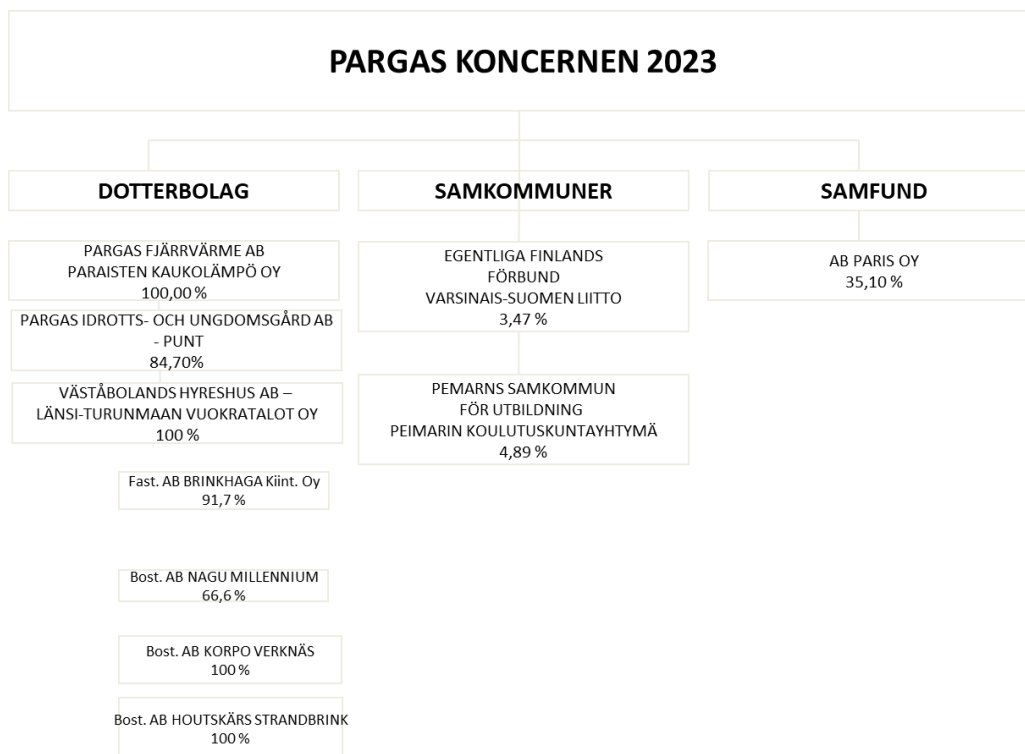 PARGAS KONCERNEN 2023
DOTTERBOLAG
PARGAS FJÄRRVÄRME AB
PARAISTEN KAUKOLÄMPÖ OY
100,00 %
PARGAS IDROTTS- OCH UNGDOMSGÅRD AB
- PUNT
84,70%
VÄSTÅBOLANDS HYRESHUS AB –
LÄNSI-TURUNMAAN VUOKRATALOT OY
100 %
Fast. AB BRINKHAGA Kiint. Oy
91,7 %
Bost. AB NAGU MILLENNIUM
66,6 %
Bost. AB KORPO VERKNÄS
100 %
Bost. AB HOUTSKÄRS STRANDBRINK
100 %
SAMKOMMUNER
EGENTLIGA FINLANDS
FÖRBUND
VARSINAIS-SUOMEN LIITTO
3,47 %
PEMARNS SAMKOMMUN
FÖR UTBILDNING
PEIMARIN KOULUTUSKUNTAYHTYMÄ
4,89 %
SAMFUND
AB PARIS OY
35,10 %